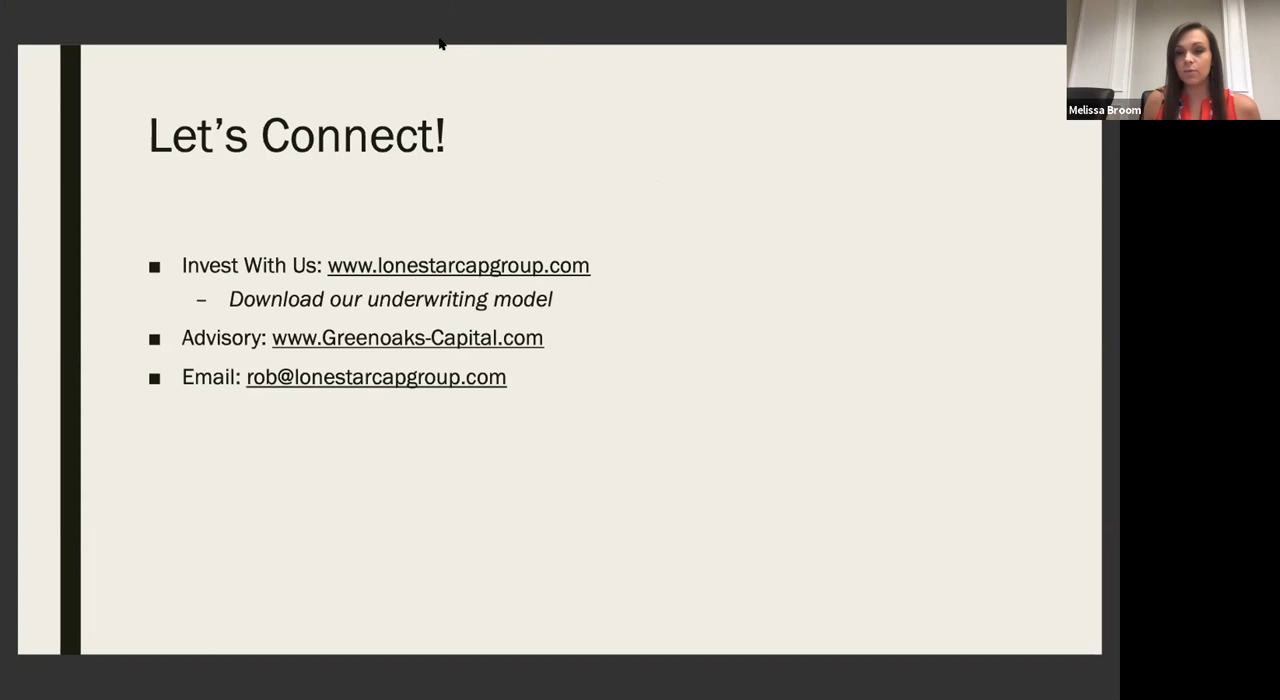 Melissa Broom
Let’s Connect!
■ Invest With Us: www.lonestarcapgroup.com
– Download our underwriting model
■ Advisory: www.Greenoaks-Capital.com
■ Email: rob@lonestarcapgroup.com